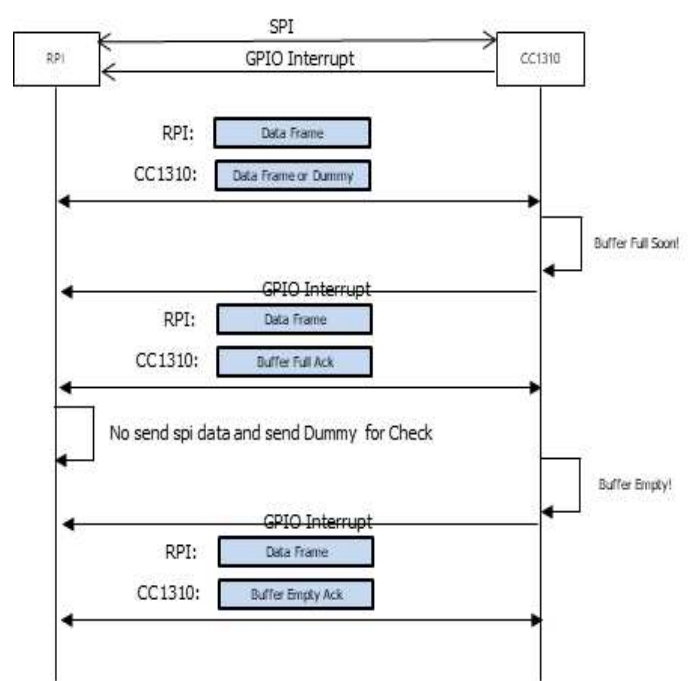 SPI
RPI
GPIO Interrupt
CC1310
RPI:
Data Frame
CC1310:
Data Frame or Dummy
Buffer Full Soon!
GPIO Interrupt
RPI:
Data Frame
CC1310:
Buffer Full Ack
No send spi data and send Dummy for Check
Buffer Empty!
GPIO Interrupt
RPI:
Data Frame
CC1310:
Buffer Empty Ack